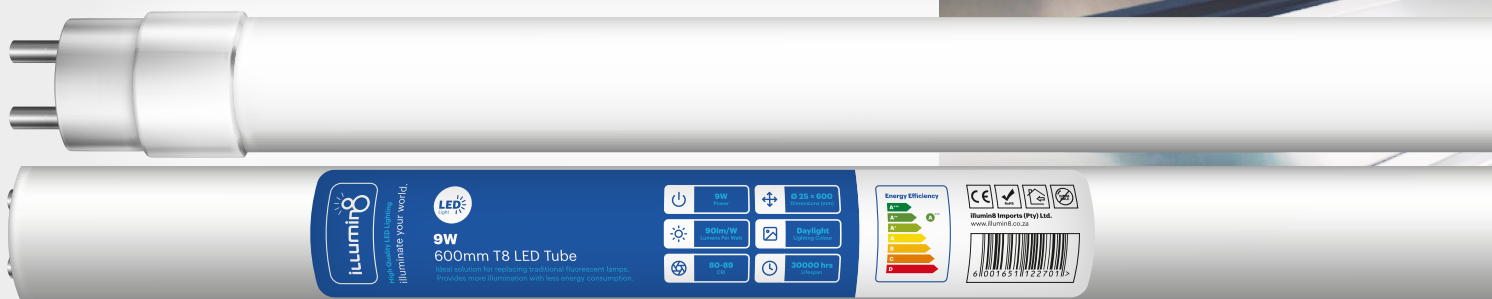 illumin8
High Quality LED Lighting
illuminate your world.
LED
Light
9W
600mm T8 LED Tube
Ideal solution for replacing traditional fluorescent lamps.
Provides more illumination with less energy consumption.
9W
Power
Ø 25 x 600
Dimensions (mm)
90lm/W
Lumens Per Watt
Daylight
Lighting Colour
80-89
CRI
30000 hrs
Lifespan
Energy Efficiency
A+++
A++
A+
A
B
C
D
A++
CE
RoHS
illumin8 Imports (Pty) Ltd.
www.illumin8.co.za
6 001651 122701 >